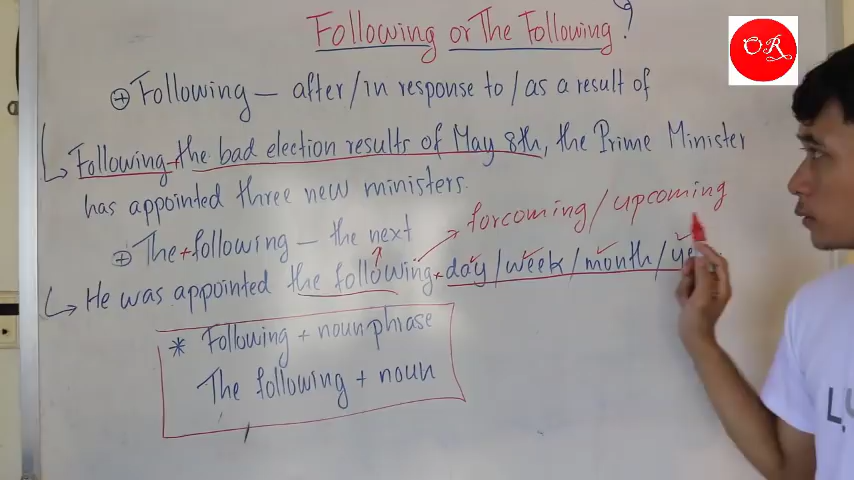 Following or The Following?
OR
+ Following — after/in response to/as a result of
Following the bad election results of May 8th, the Prime Minister
has appointed three new ministers.
forcoming/upcoming
+ The + following — the next
He was appointed the following + day/week/month/ye
* Following + noun phrase
The following + noun